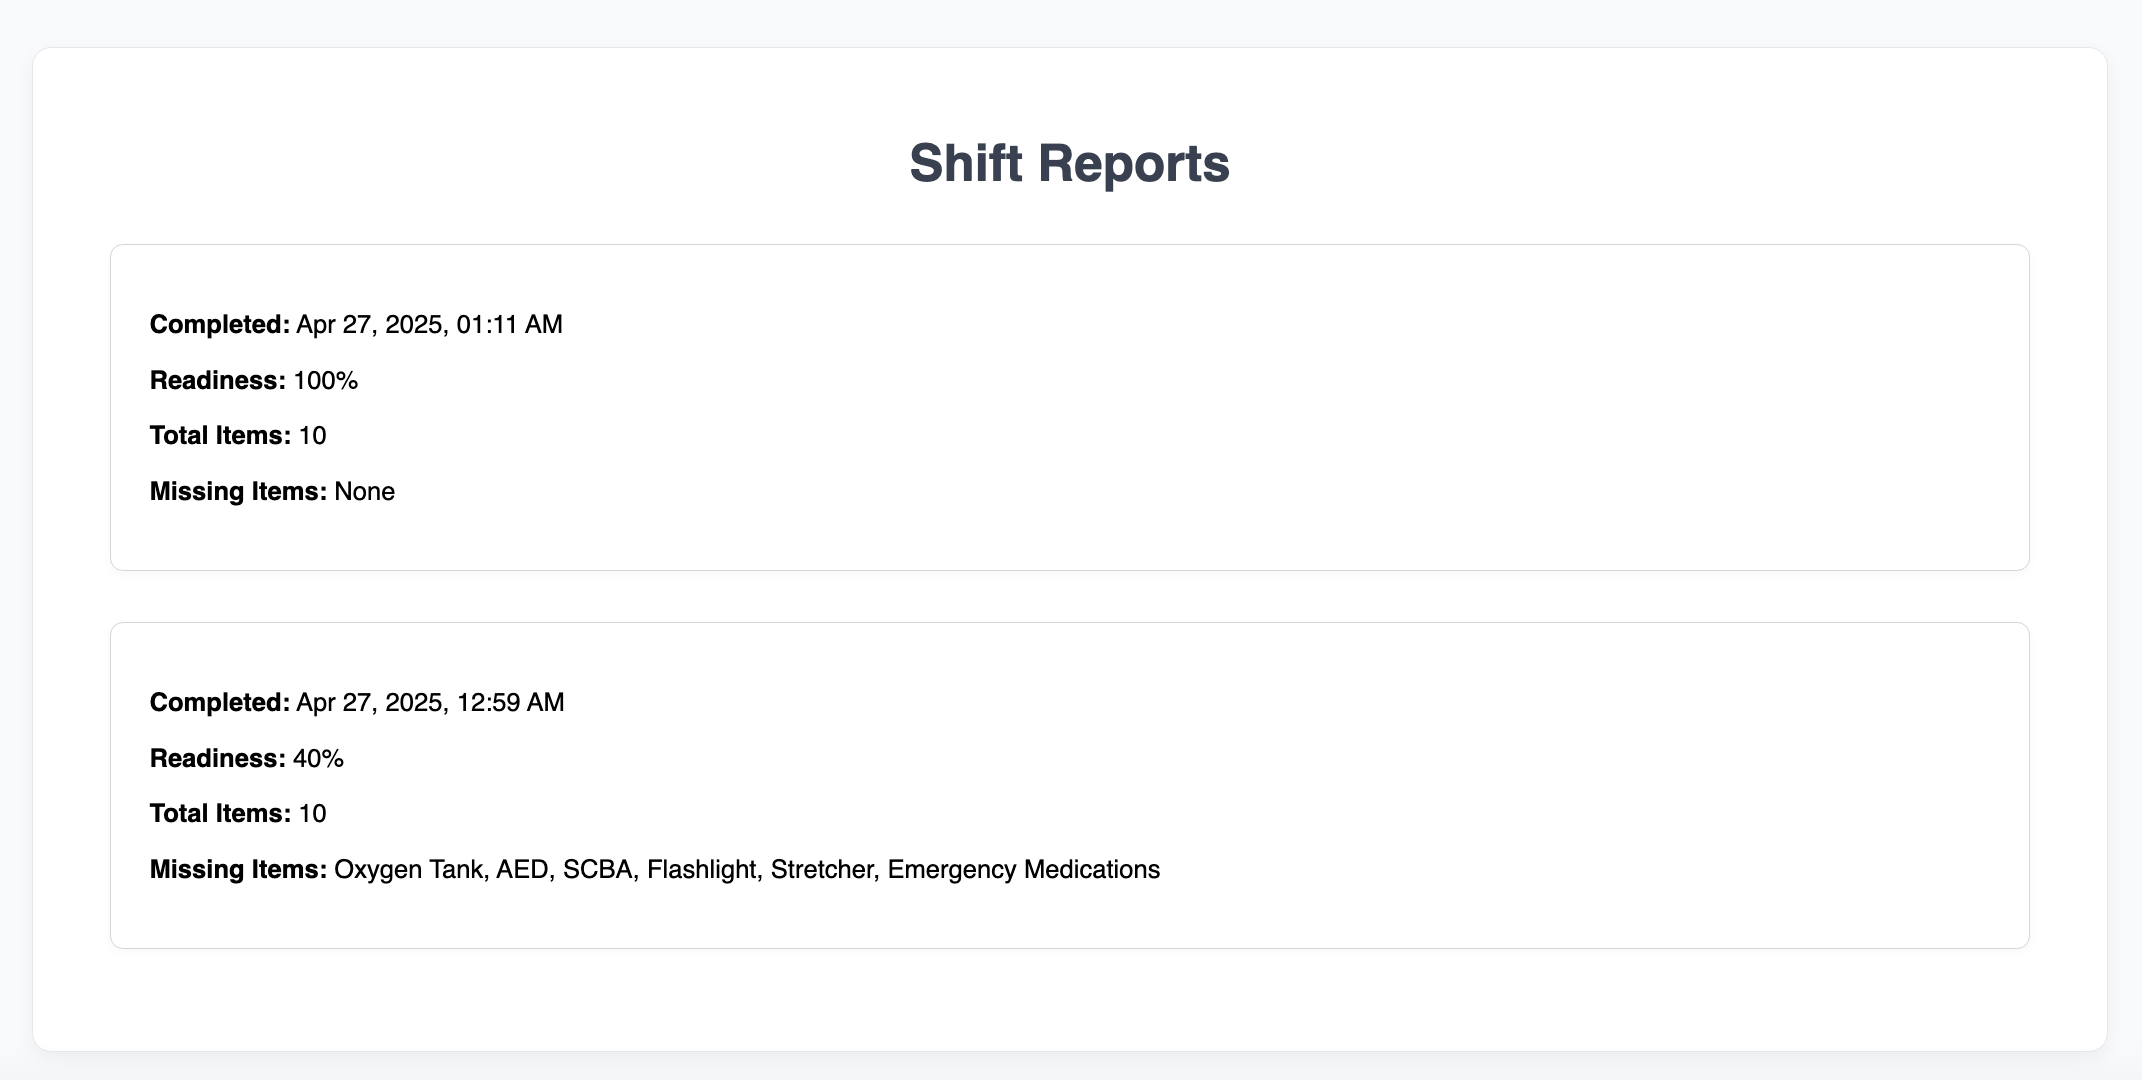 Shift Reports
Completed: Apr 27, 2025, 01:11 AM
Readiness: 100%
Total Items: 10
Missing Items: None
Completed: Apr 27, 2025, 12:59 AM
Readiness: 40%
Total Items: 10
Missing Items: Oxygen Tank, AED, SCBA, Flashlight, Stretcher, Emergency Medications